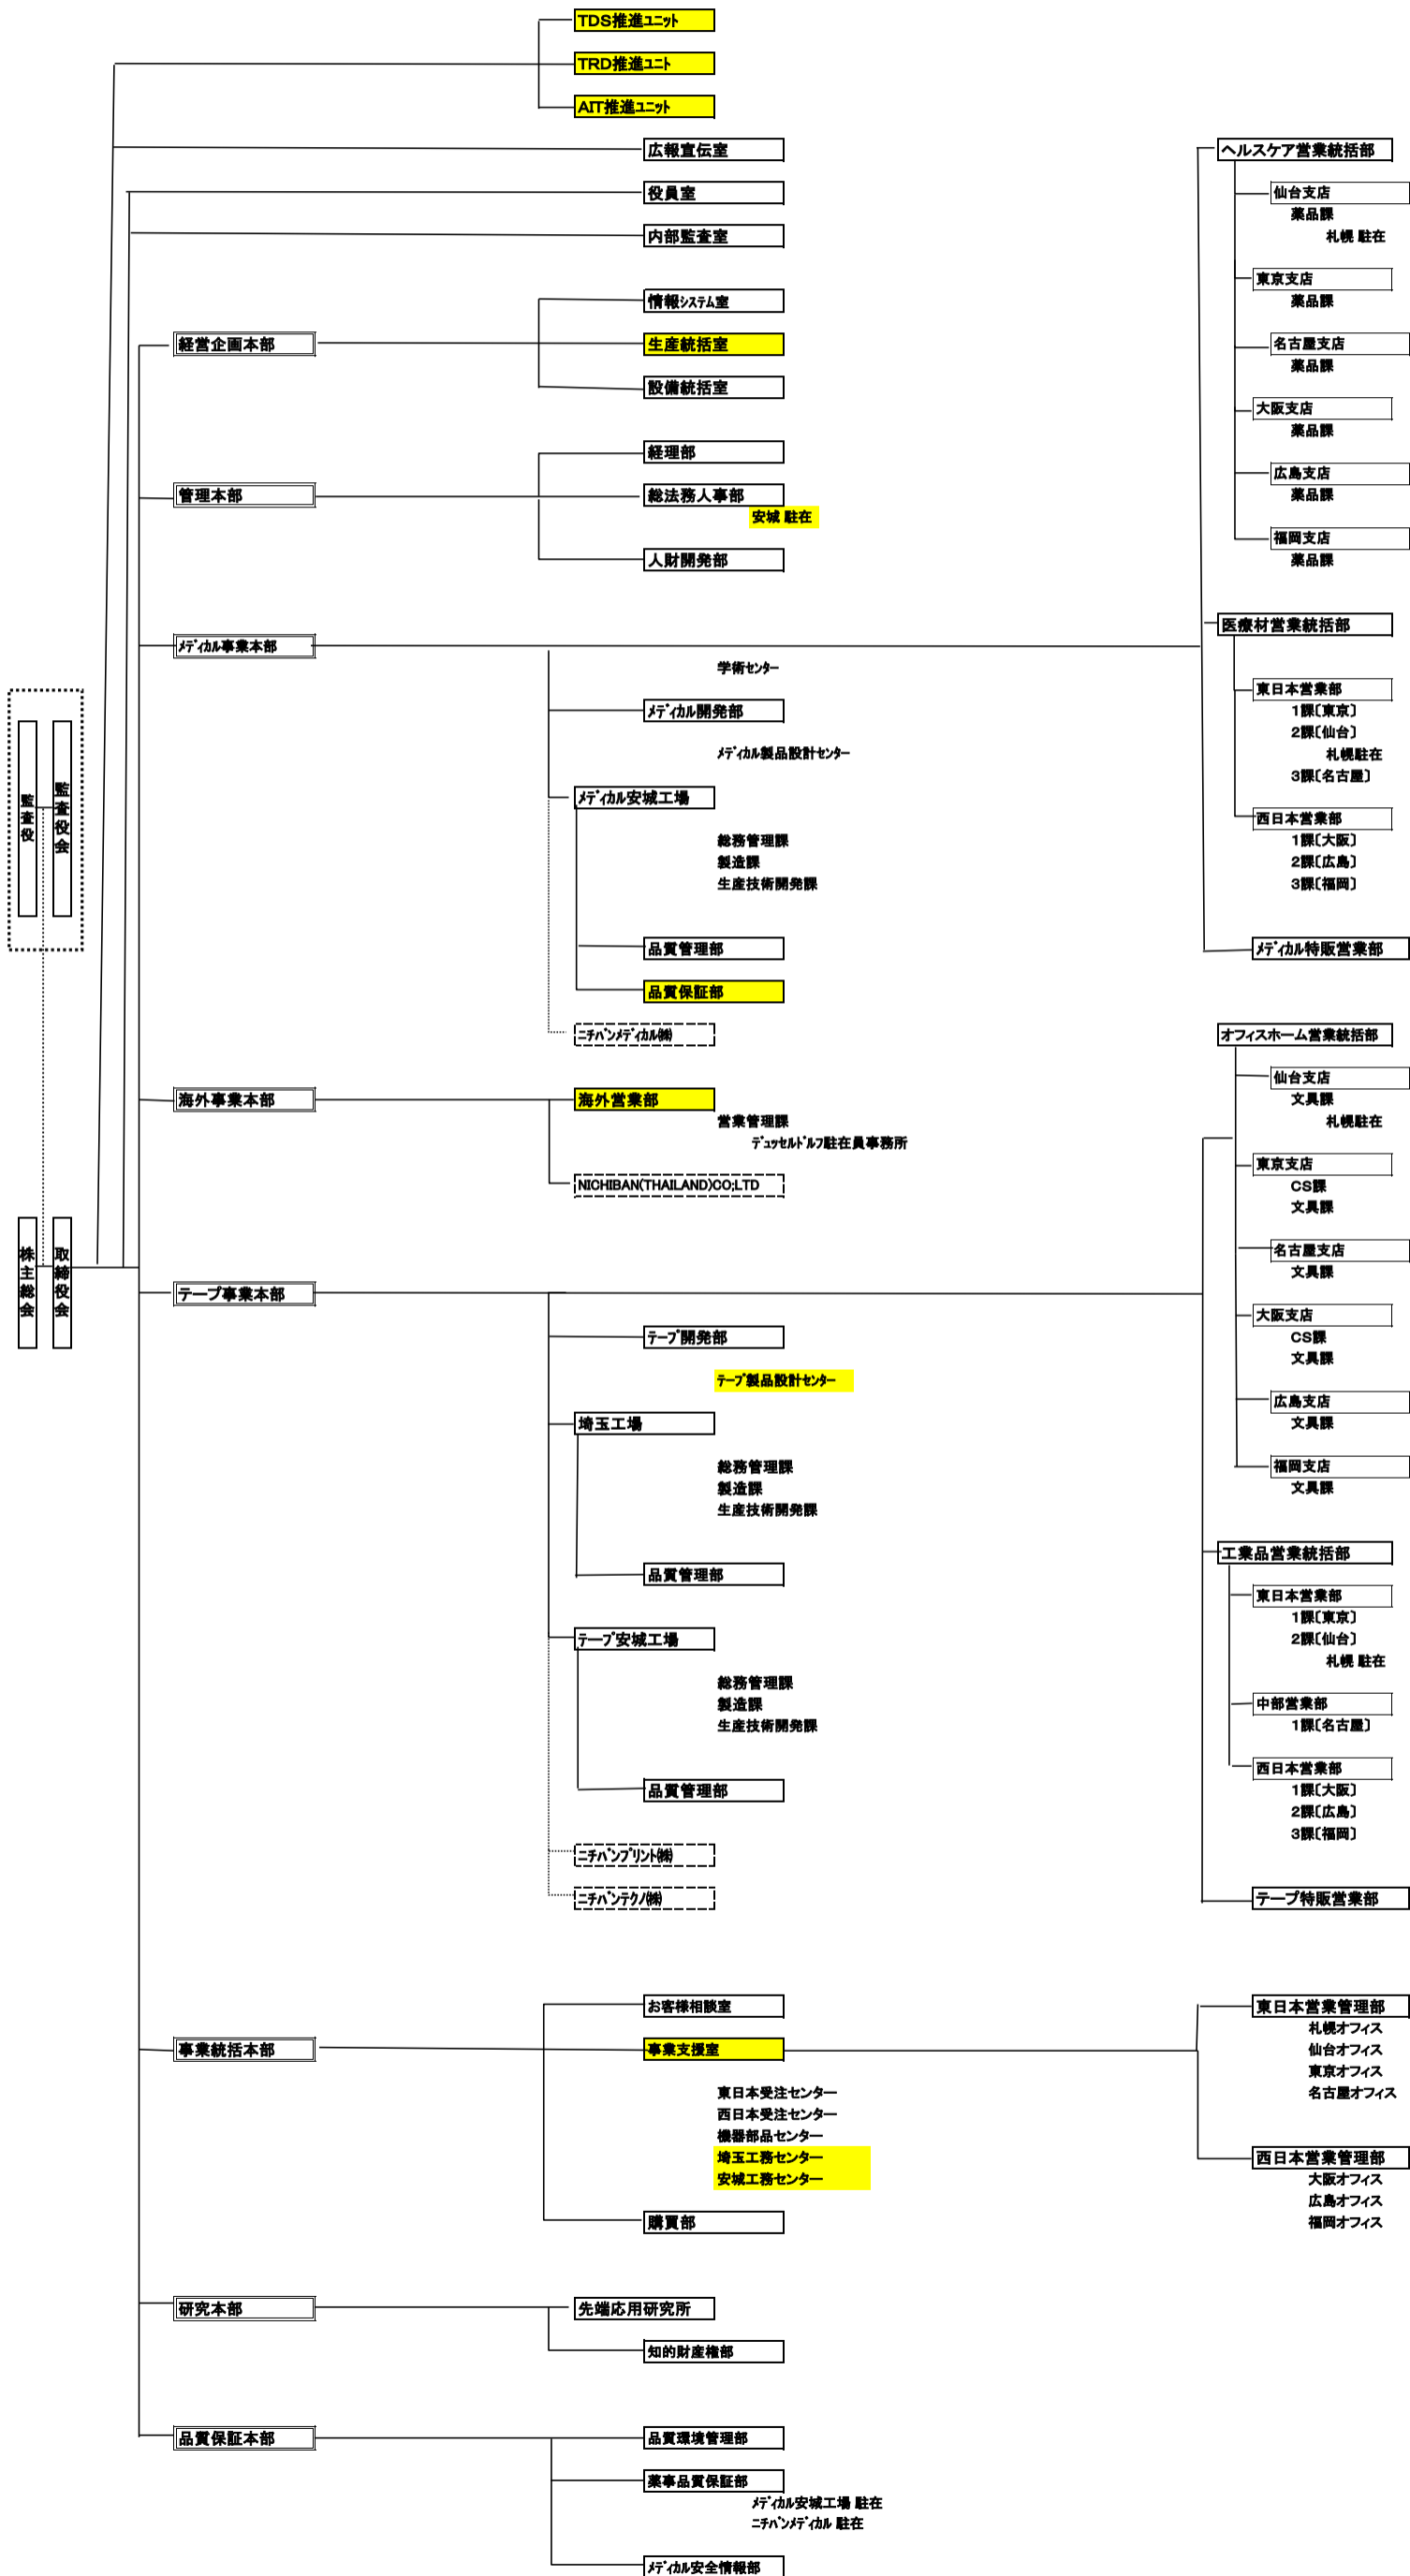 TDS推進ﾕﾆｯﾄ
TRD推進ﾕﾆﾄ
AIT推進ﾕﾆｯﾄ
広報宣伝室
役員室
内部監査室
情報ｼｽﾃﾑ室
経営企画本部
生産統括室
設備統括室
経理部
管理本部
総法務人事部
安城 駐在
人財開発部
ﾒﾃﾞｨｶﾙ事業本部
学術ｾﾝﾀｰ
ﾒﾃﾞｨｶﾙ開発部
ﾒﾃﾞｨｶﾙ製品設計ｾﾝﾀｰ
ﾒﾃﾞｨｶﾙ安城工場
総務管理課
製造課
生産技術開発課
品質管理部
品質保証部
ﾆﾁﾊﾞﾝﾒﾃﾞｨｶﾙ㈱
ヘルスケア営業統括部
仙台支店
薬品課
札幌 駐在
東京支店
薬品課
名古屋支店
薬品課
大阪支店
薬品課
広島支店
薬品課
福岡支店
薬品課
医療材営業統括部
東日本営業部
1課〔東京〕
2課〔仙台〕
札幌駐在
3課〔名古屋〕
西日本営業部
1課〔大阪〕
2課〔広島〕
3課〔福岡〕
ﾒﾃﾞｨｶﾙ特販営業部
監査役
監査役会
株主総会
取締役会
海外事業本部
海外営業部
営業管理課
ﾃﾞｭｯｾﾙﾄﾞﾙﾌ駐在員事務所
NICHIBAN(THAILAND)CO;LTD
テープ事業本部
ﾃｰﾌﾟ開発部
ﾃｰﾌﾟ製品設計ｾﾝﾀｰ
埼玉工場
総務管理課
製造課
生産技術開発課
品質管理部
ﾃｰﾌﾟ安城工場
総務管理課
製造課
生産技術開発課
品質管理部
ﾆﾁﾊﾞﾝﾌﾟﾘﾝﾄ㈱
ﾆﾁﾊﾞﾝﾃｸﾉ㈱
オフィスホーム営業統括部
仙台支店
文具課
札幌駐在
東京支店
CS課
文具課
名古屋支店
文具課
大阪支店
CS課
文具課
広島支店
文具課
福岡支店
文具課
工業品営業統括部
東日本営業部
1課〔東京〕
2課〔仙台〕
札幌 駐在
中部営業部
1課〔名古屋〕
西日本営業部
1課〔大阪〕
2課〔広島〕
3課〔福岡〕
テープ特販営業部
お客様相談室
事業統括本部
事業支援室
東日本受注センター
西日本受注センター
機器部品センター
埼玉工務センター
安城工務センター
購買部
東日本営業管理部
札幌オフィス
仙台オフィス
東京オフィス
名古屋オフィス
西日本営業管理部
大阪オフィス
広島オフィス
福岡オフィス
研究本部
先端応用研究所
知的財産権部
品質保証本部
品質環境管理部
薬事品質保証部
ﾒﾃﾞｨｶﾙ安城工場 駐在
ﾆﾁﾊﾞﾝﾒﾃﾞｨｶﾙ 駐在
ﾒﾃﾞｨｶﾙ安全情報部